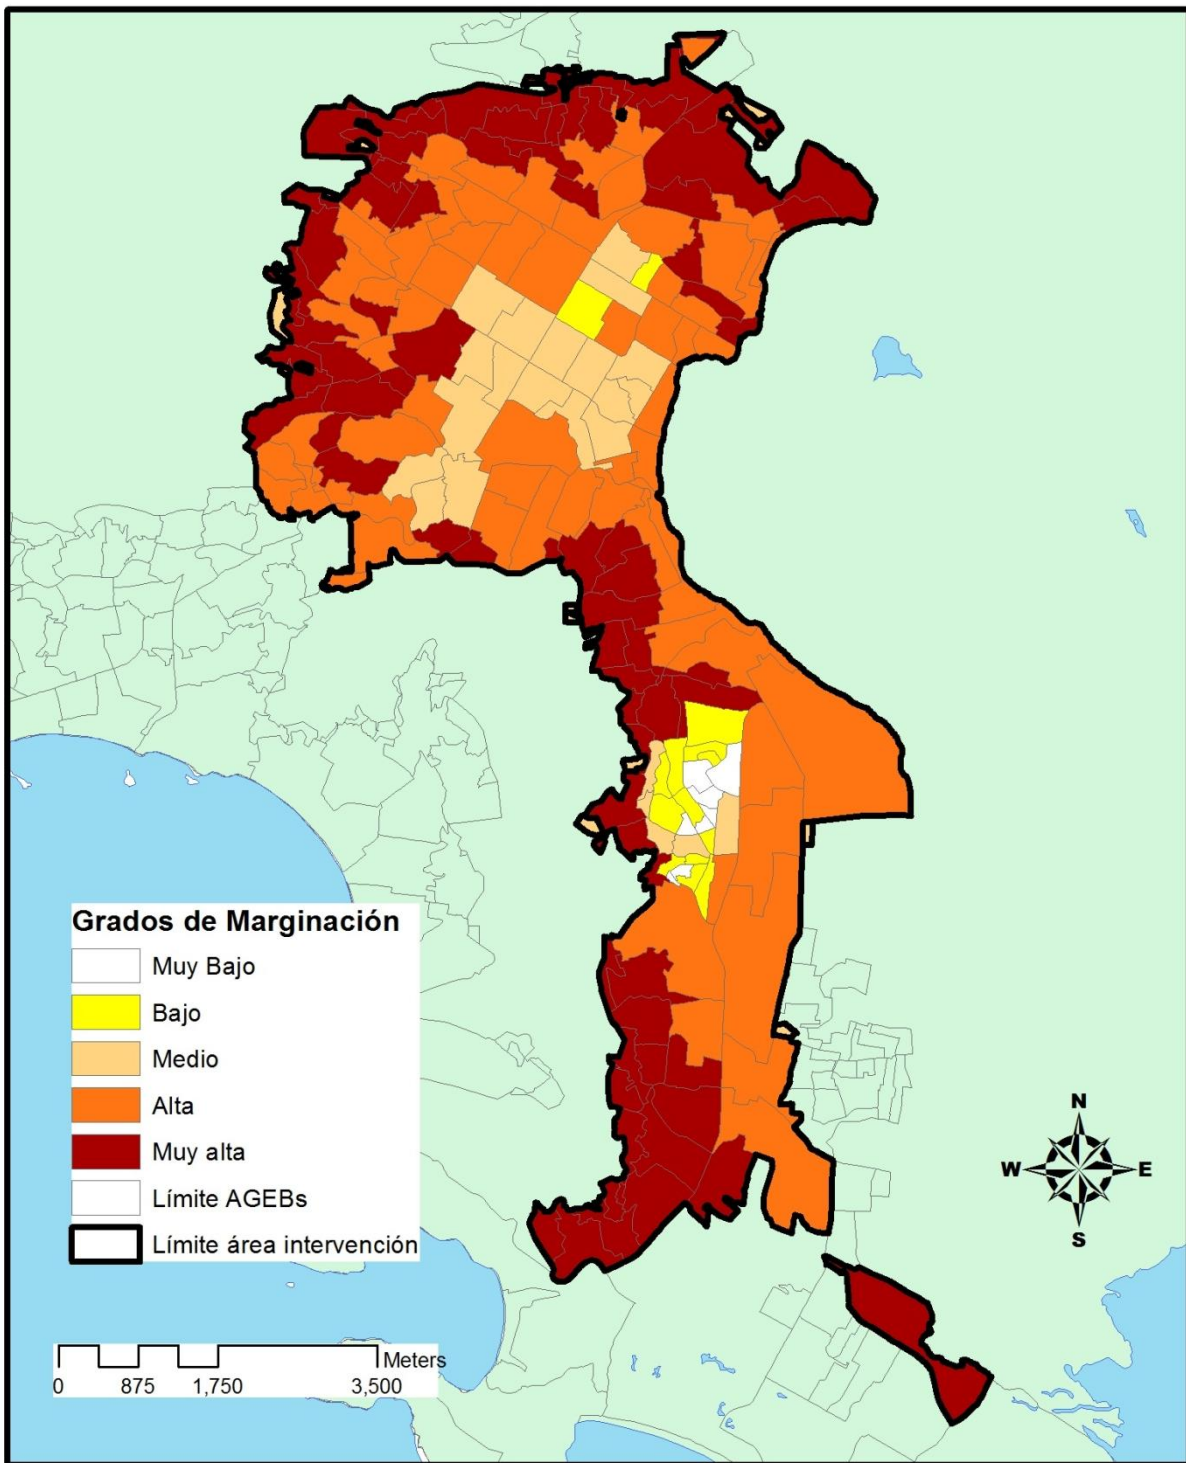 Grados de Marginación
Muy Bajo
Bajo
Medio
Alta
Muy alta
Límite AGEBs
Límite área intervención
N
W E
S
Meters
0 875 1,750 3,500